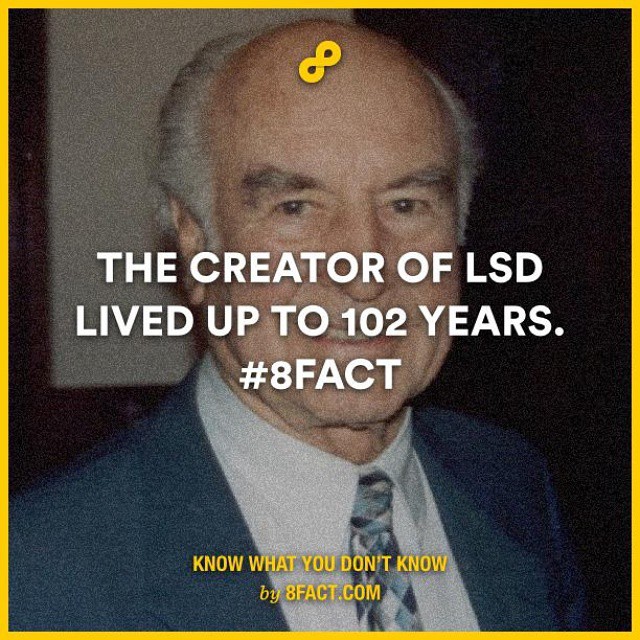 THE CREATOR OF LSD
LIVED UP TO 102 YEARS.
#8FACT
KNOW WHAT YOU DON'T KNOW
by 8FACT.COM